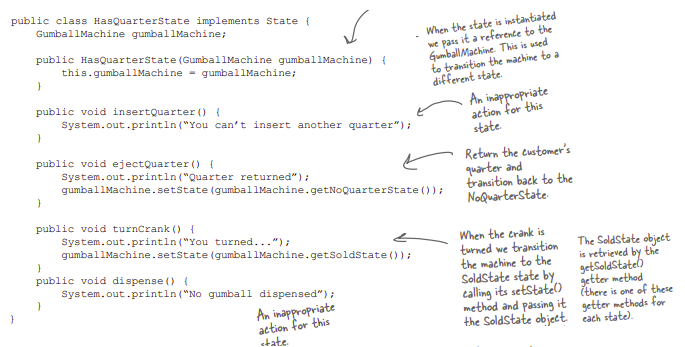 public class HasQuarterState implements State {
GumballMachine gumballMachine;
public HasQuarterState(GumballMachine gumballMachine) {
this.gumballMachine = gumballMachine;
}
When the state is instantiated
we pass it a reference to the
GumballMachine. This is used
to transition the machine to a
different state.
public void insertQuarter() {
System.out.println(“You can’t insert another quarter”);
}
An inappropriate
action for this
state.
public void ejectQuarter() {
System.out.println(“Quarter returned”);
gumballMachine.setState(gumballMachine.getNoQuarterState());
}
Return the customer’s
quarter and
transition back to the
NoQuarterState.
public void turnCrank() {
System.out.println(“You turned...”);
gumballMachine.setState(gumballMachine.getSoldState());
}
When the crank is
turned we transition
the machine to the
SoldState state by
calling its setState()
method and passing it
the SoldState object.
The SoldState object
is retrieved by the
getSoldState()
getter method
(there is one of these
getter methods for
each state).
public void dispense() {
System.out.println(“No gumball dispensed”);
}
An inappropriate
action for this
state.
}